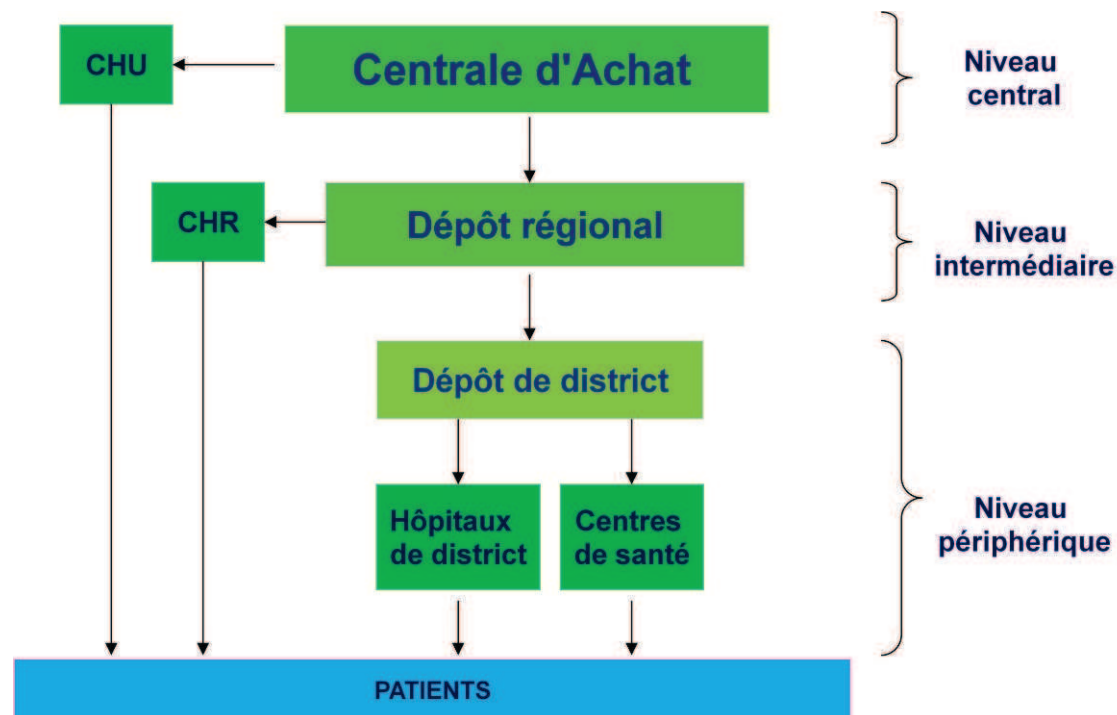 CHU
Centrale d'Achat
Niveau
central
CHR
Dépôt régional
Niveau
intermédiaire
Dépôt de district
Hôpitaux
de district
Centres
de santé
Niveau
périphérique
PATIENTS